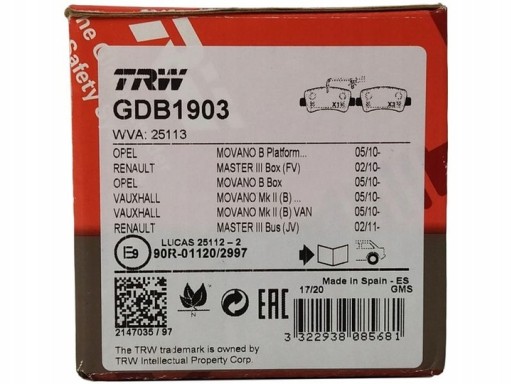 TRW
GDB1903
WVA: 25113
X1 X3
OPEL MOVANO B Platform... 05/10-
RENAULT MASTER III Box (FV) 02/10-
OPEL MOVANO B Box 05/10-
VAUXHALL MOVANO Mk II (B) ... 05/10-
VAUXHALL MOVANO Mk II (B) VAN 05/10-
RENAULT MASTER III Bus (JV) 02/11-
LUCAS 25112 – 2
E9 90R-01120/2997
Made in Spain - ES
17/20 GMS
N
EAC
2147035 / 97
3 322938 085681
The TRW trademark is owned by
TRW Intellectual Property Corp.